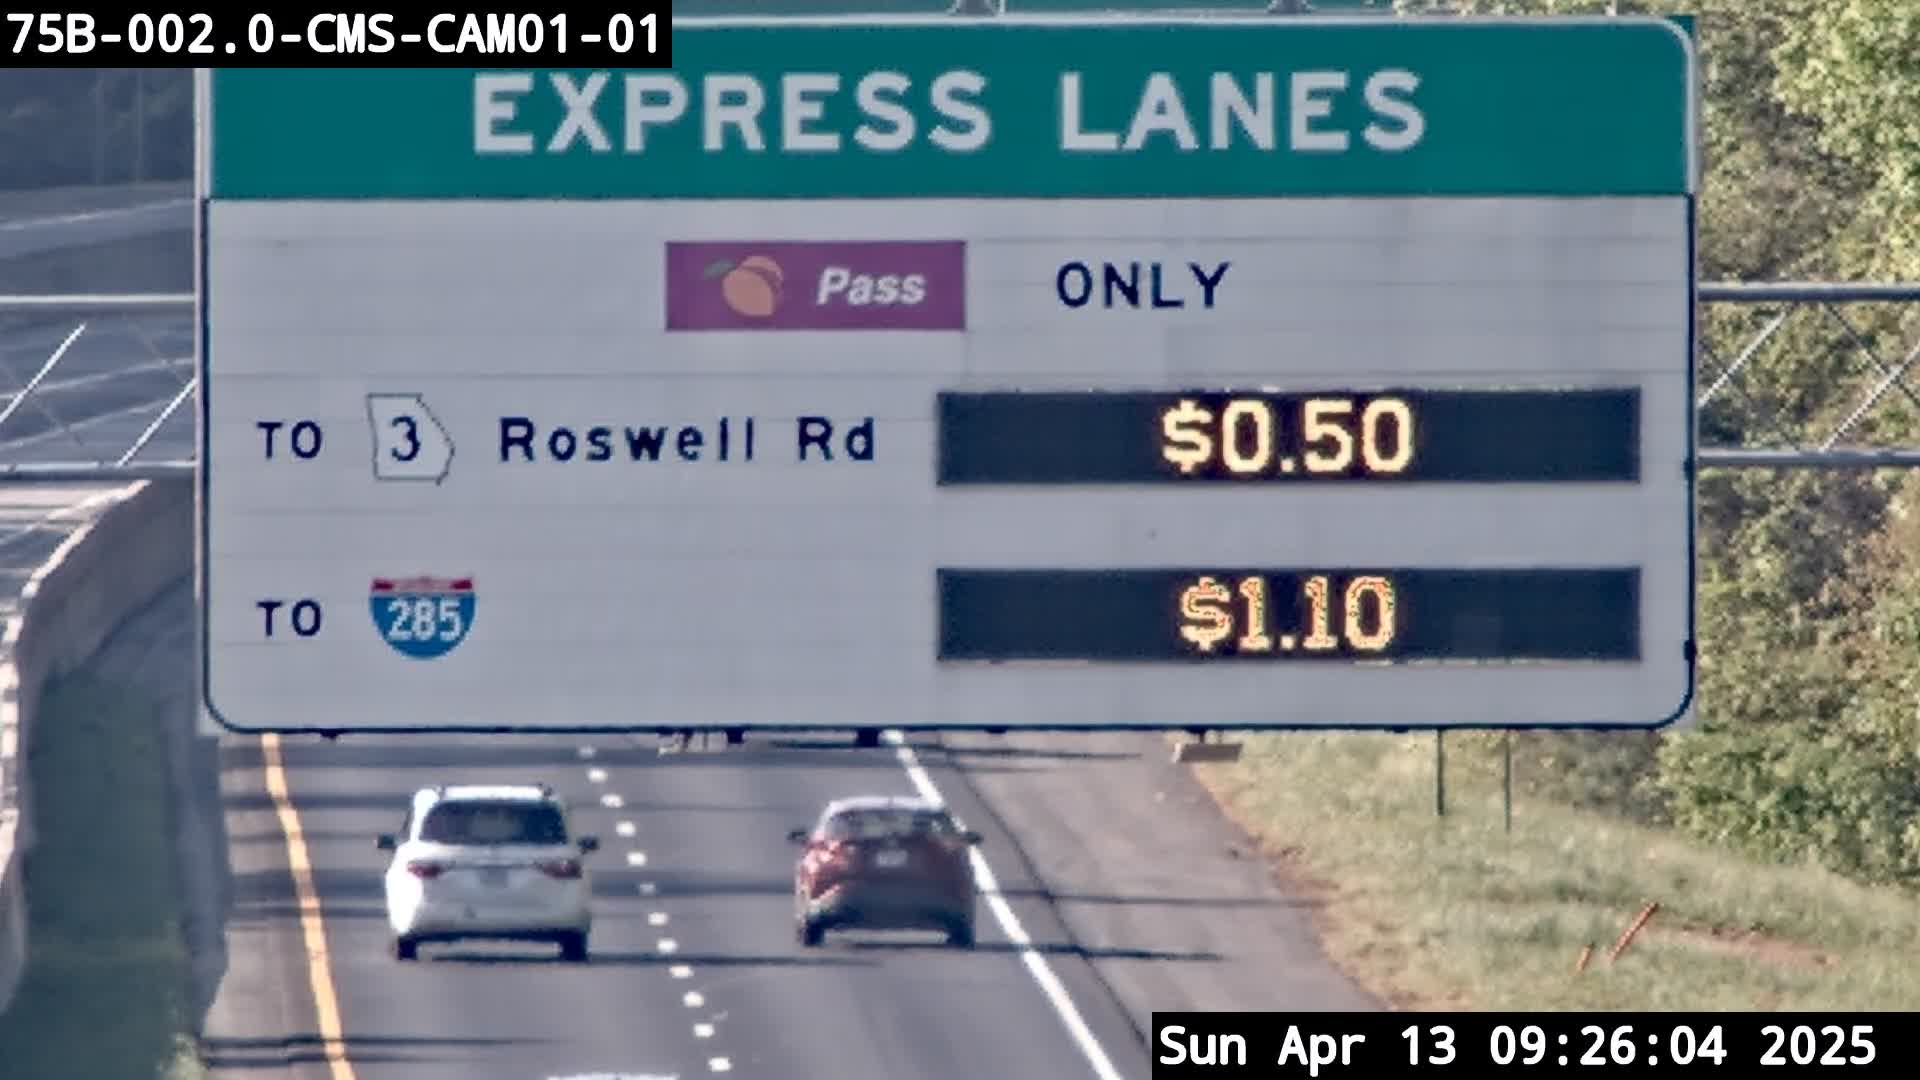 75B-002.0-CMS-CAM01-01
EXPRESS LANES
Pass ONLY
TO 3 Roswell Rd $0.50
TO 285 $1.10
Sun Apr 13 09:26:04 2025